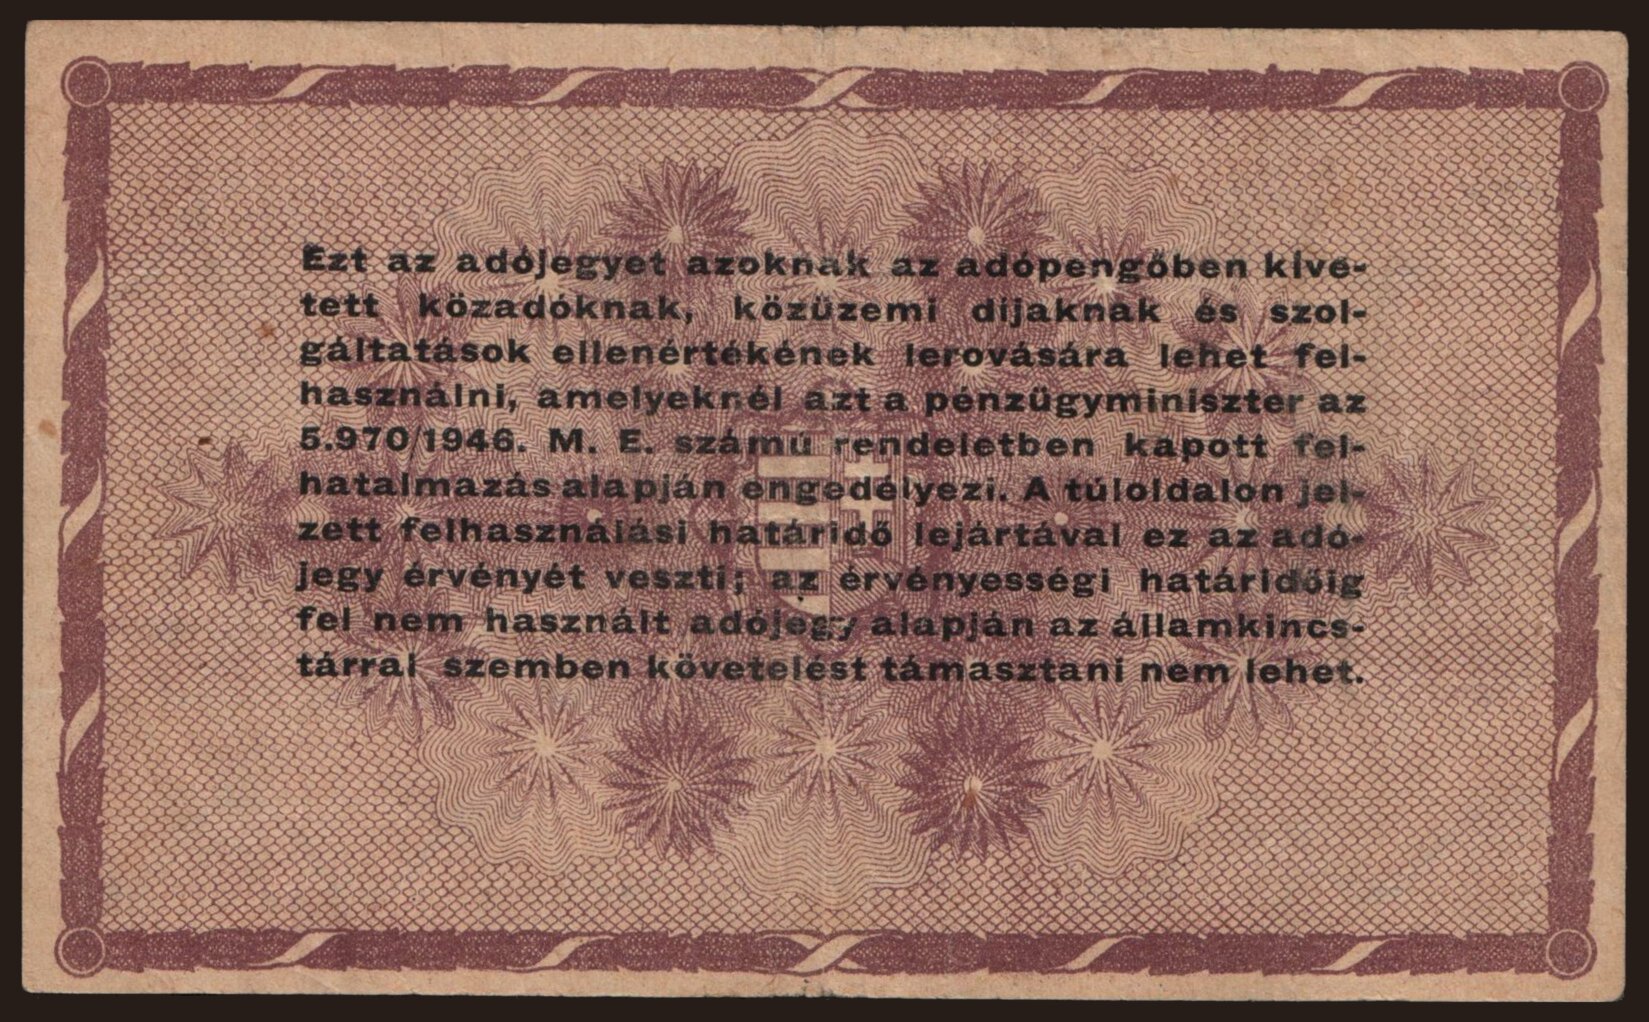 Ezt az adójegyet azoknak az adópengőben kive-
tett közadóknak, közüzemi díjaknak és szol-
gáltatások ellenértékének lerovására lehet fel-
használni, amelyeknél azt a pénzügyminiszter az
5.970/1946. M. E. számú rendeletben kapott fel-
hatalmazás alapján engedélyezi. A túloldalon jel-
zett felhasználási határidő lejártával ez az adó-
jegy érvényét veszti; az érvényességi határidőig
fel nem használt adójegy alapján az államkincs-
tárral szemben követelést támasztani nem lehet.